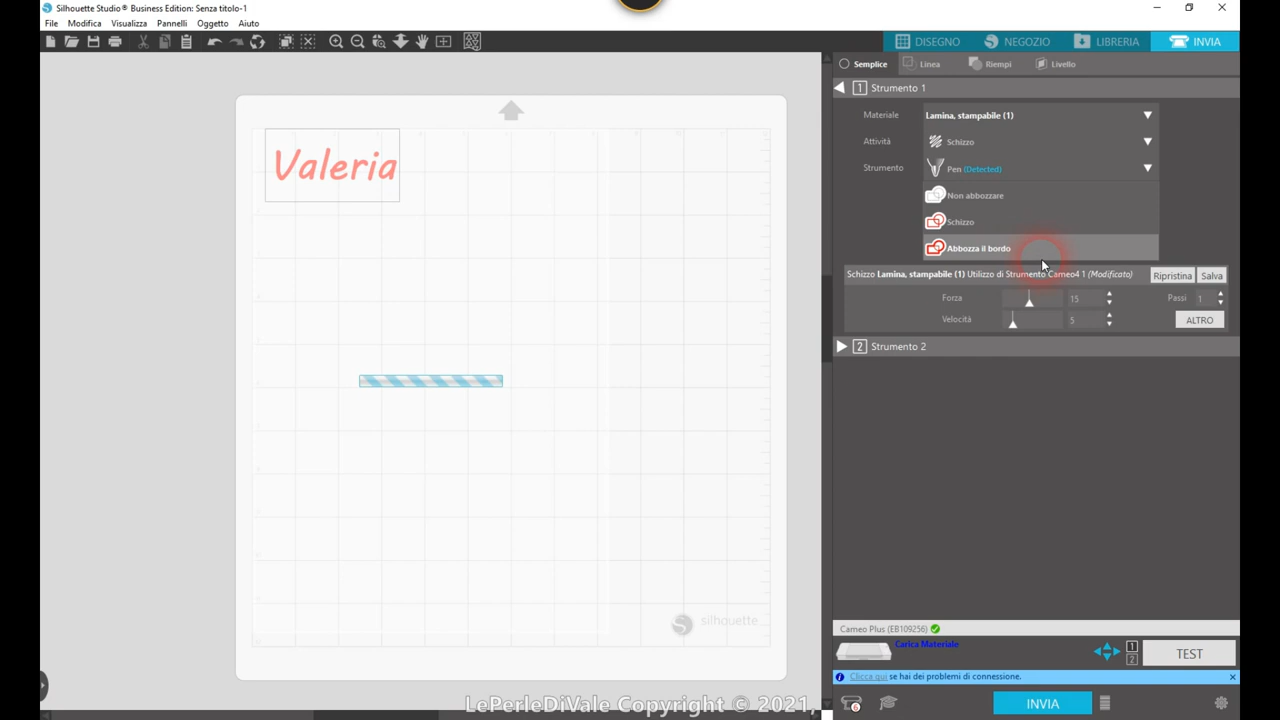 Silhouette Studio® Business Edition: Senza titolo-1
File Modifica Visualizza Pannelli Oggetto Aiuto
DISEGNO NEGOZIO LIBRERIA INVIA
Semplice Linea Riempi Livello
1 Strumento 1
Materiale Lamina, stampabile (1)
Attività Schizzo
Strumento Pen (Detected)
Non abbozzare
Schizzo
Abbozza il bordo
Schizzo Lamina, stampabile (1) Utilizzo di Strumento Cameo4 1 (Modificato) Ripristina Salva
Forza 15 Passi 1
Velocità 5 ALTRO
2 Strumento 2
Valeria
silhouette
Cameo Plus (EB109256)
Carica Materiale 1 2 TEST
Clicca qui se hai dei problemi di connessione.
INVIA
LePerleDiVale Copyright © 2021,